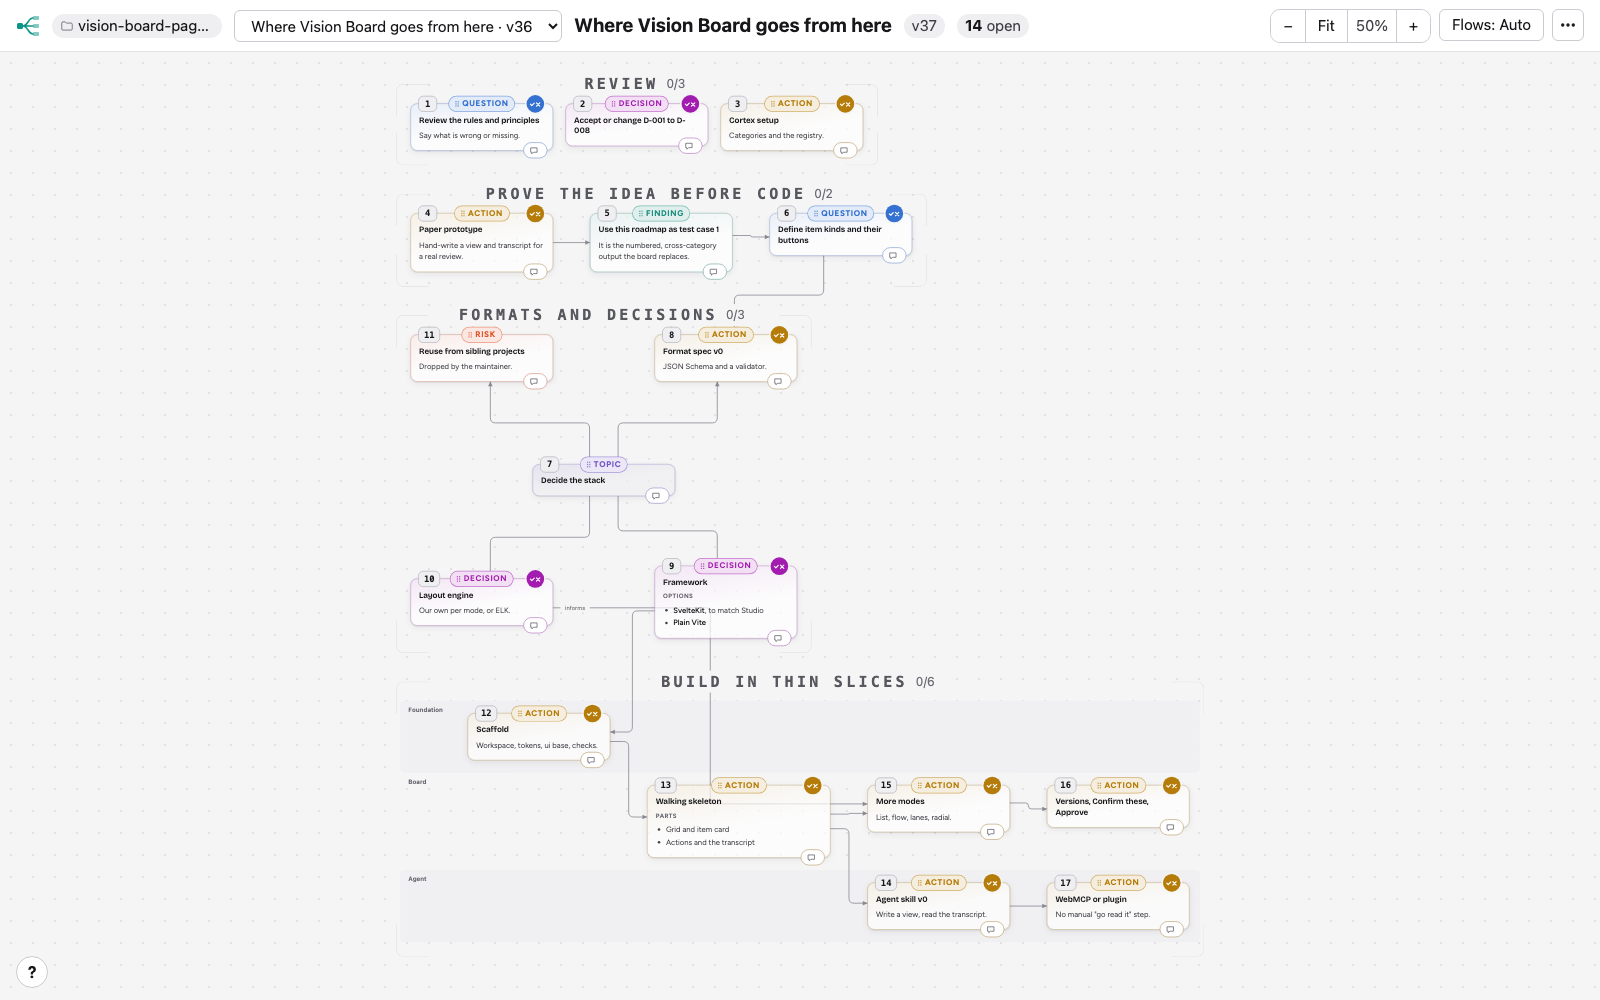 vision-board-pag...
Where Vision Board goes from here · v36
Where Vision Board goes from here
v37
14 open
−
Fit
50%
+
Flows: Auto
REVIEW 0/3
1
QUESTION
Review the rules and principles
Say what is wrong or missing.
2
DECISION
Accept or change D-001 to D-
008
3
ACTION
Cortex setup
Categories and the registry.
PROVE THE IDEA BEFORE CODE 0/2
4
ACTION
Paper prototype
Hand-write a view and transcript for
a real review.
5
FINDING
Use this roadmap as test case 1
It is the numbered, cross-category
output the board replaces.
6
QUESTION
Define item kinds and their
buttons
FORMATS AND DECISIONS 0/3
11
RISK
Reuse from sibling projects
Dropped by the maintainer.
8
ACTION
Format spec v0
JSON Schema and a validator.
7
TOPIC
Decide the stack
10
DECISION
Layout engine
Our own per mode, or ELK.
informs
9
DECISION
Framework
OPTIONS
• SvelteKit, to match Studio
• Plain Vite
BUILD IN THIN SLICES 0/6
Foundation
12
ACTION
Scaffold
Workspace, tokens, ui base, checks.
Board
13
ACTION
Walking skeleton
PARTS
• Grid and item card
• Actions and the transcript
15
ACTION
More modes
List, flow, lanes, radial.
16
ACTION
Versions, Confirm these,
Approve
Agent
14
ACTION
Agent skill v0
Write a view, read the transcript.
17
ACTION
WebMCP or plugin
No manual "go read it" step.
?